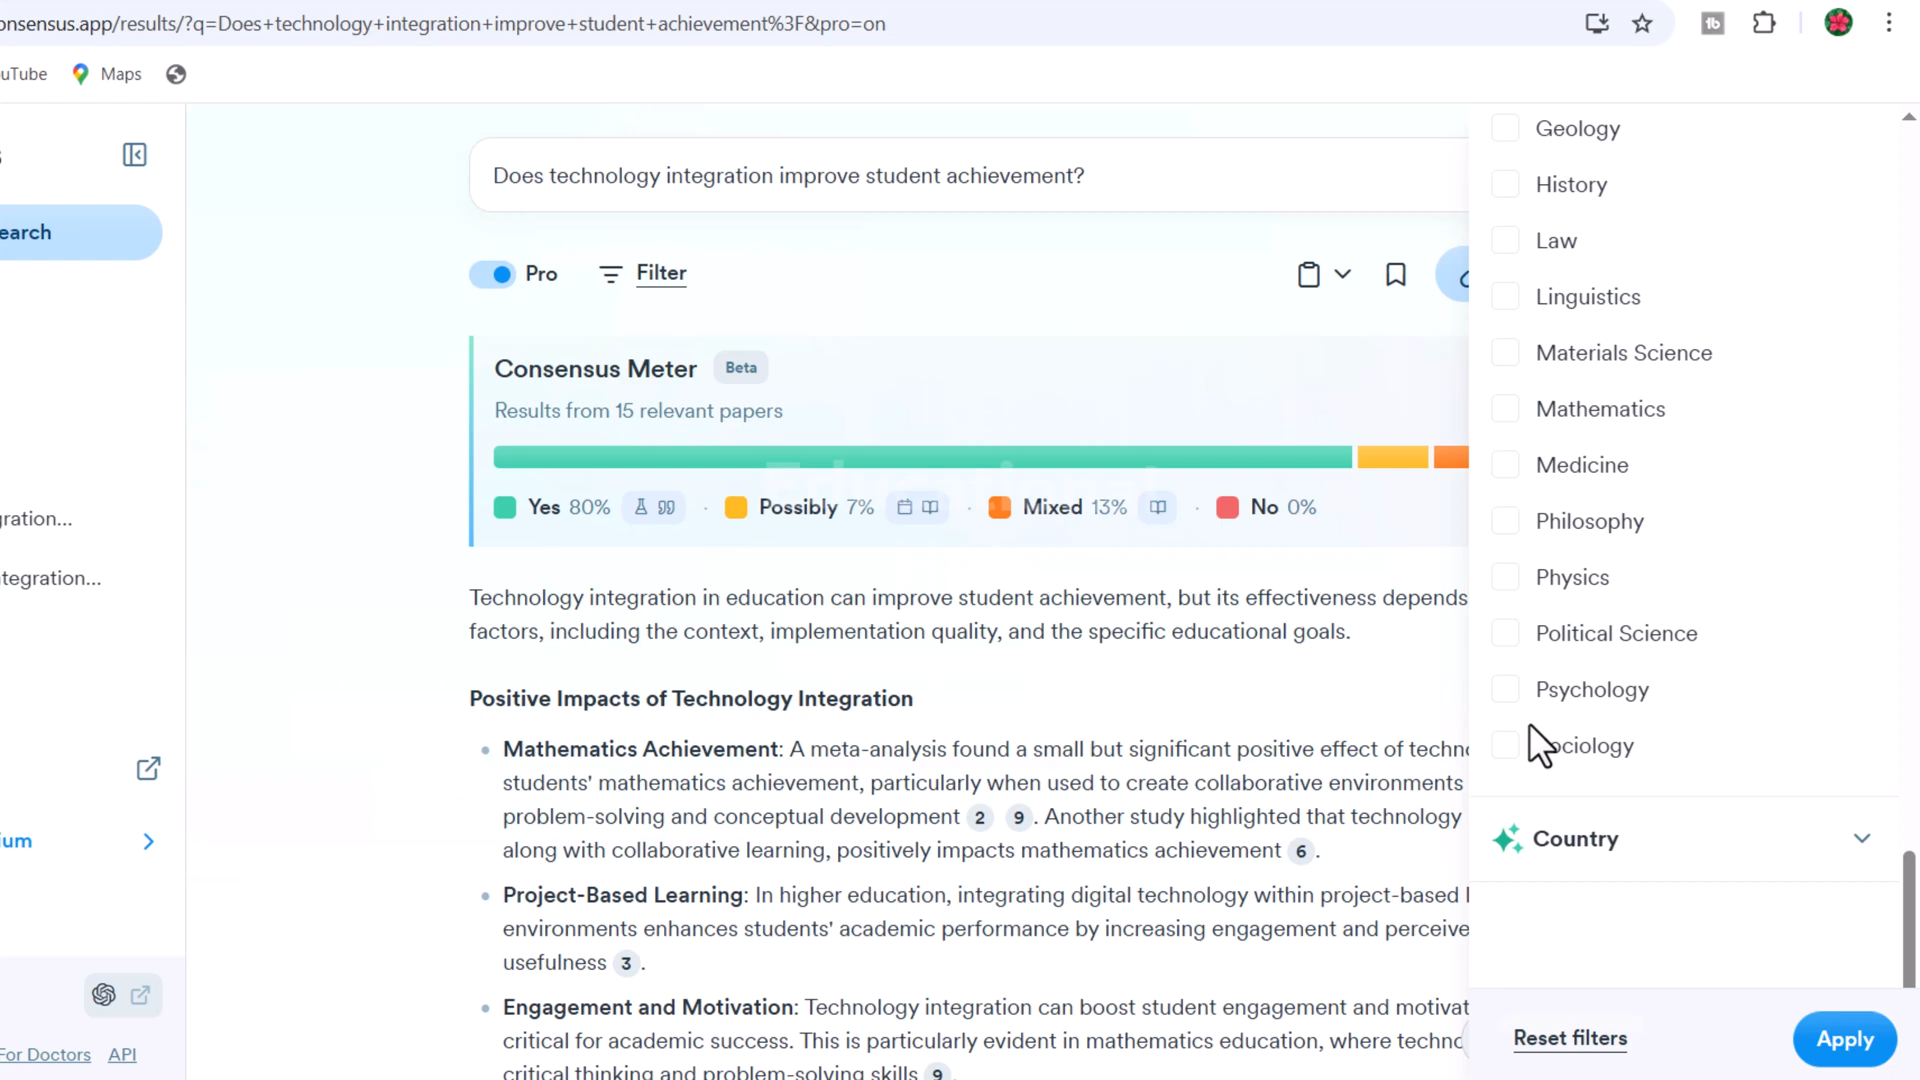 onsensus.app/results/?q=Does+technology+integration+improve+student+achievement%3F&pro=on
ouTube
Maps
earch
gration...
ntegration...
ium
For Doctors
API
Does technology integration improve student achievement?
Pro
Filter
Consensus Meter
Beta
Results from 15 relevant papers
Yes 80%
Possibly 7%
Mixed 13%
No 0%
Technology integration in education can improve student achievement, but its effectiveness depends
factors, including the context, implementation quality, and the specific educational goals.
Positive Impacts of Technology Integration
Mathematics Achievement: A meta-analysis found a small but significant positive effect of techno
students' mathematics achievement, particularly when used to create collaborative environments
problem-solving and conceptual development 2 9 . Another study highlighted that technology
along with collaborative learning, positively impacts mathematics achievement 6 .
Project-Based Learning: In higher education, integrating digital technology within project-based l
environments enhances students' academic performance by increasing engagement and perceive
usefulness 3 .
Engagement and Motivation: Technology integration can boost student engagement and motivat
critical for academic success. This is particularly evident in mathematics education, where techno
critical thinking and problem-solving skills 9 .
Geology
History
Law
Linguistics
Materials Science
Mathematics
Medicine
Philosophy
Physics
Political Science
Psychology
ociology
Country
Reset filters
Apply